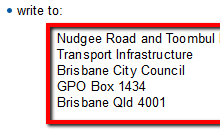 write to:
Nudgee Road and Toombul
Transport Infrastructure
Brisbane City Council
GPO Box 1434
Brisbane Qld 4001